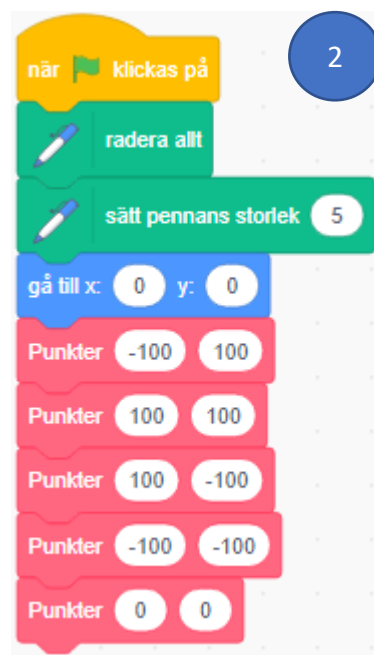 när klickas på
2
radera allt
sätt pennans storlek 5
gå till x: 0 y: 0
Punkter -100 100
Punkter 100 100
Punkter 100 -100
Punkter -100 -100
Punkter 0 0